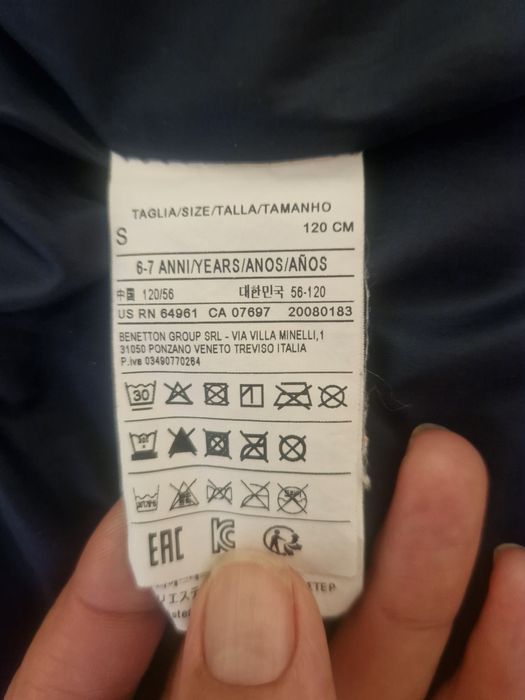 TAGLIA/SIZE/TALLA/TAMANHO
S 120 CM
6-7 ANNI/YEARS/ANOS/AÑOS
中国 120/56 대한민국 56-120
US RN 64961 CA 07697 20080183
BENETTON GROUP SRL - VIA VILLA MINELLI,1
31050 PONZANO VENETO TREVISO ITALIA
P.iva 03490770264
30
EAC